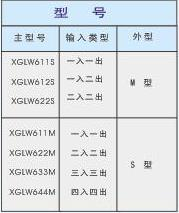 型 号
主型号 输入类型 外型
XGLW611S 一入一出
XGLW612S 一入二出 M 型
XGLW622S 二入二出
XGLW611M 一入一出
XGLW622M 二入二出 S 型
XGLW633M 三入三出
XGLW644M 四入四出